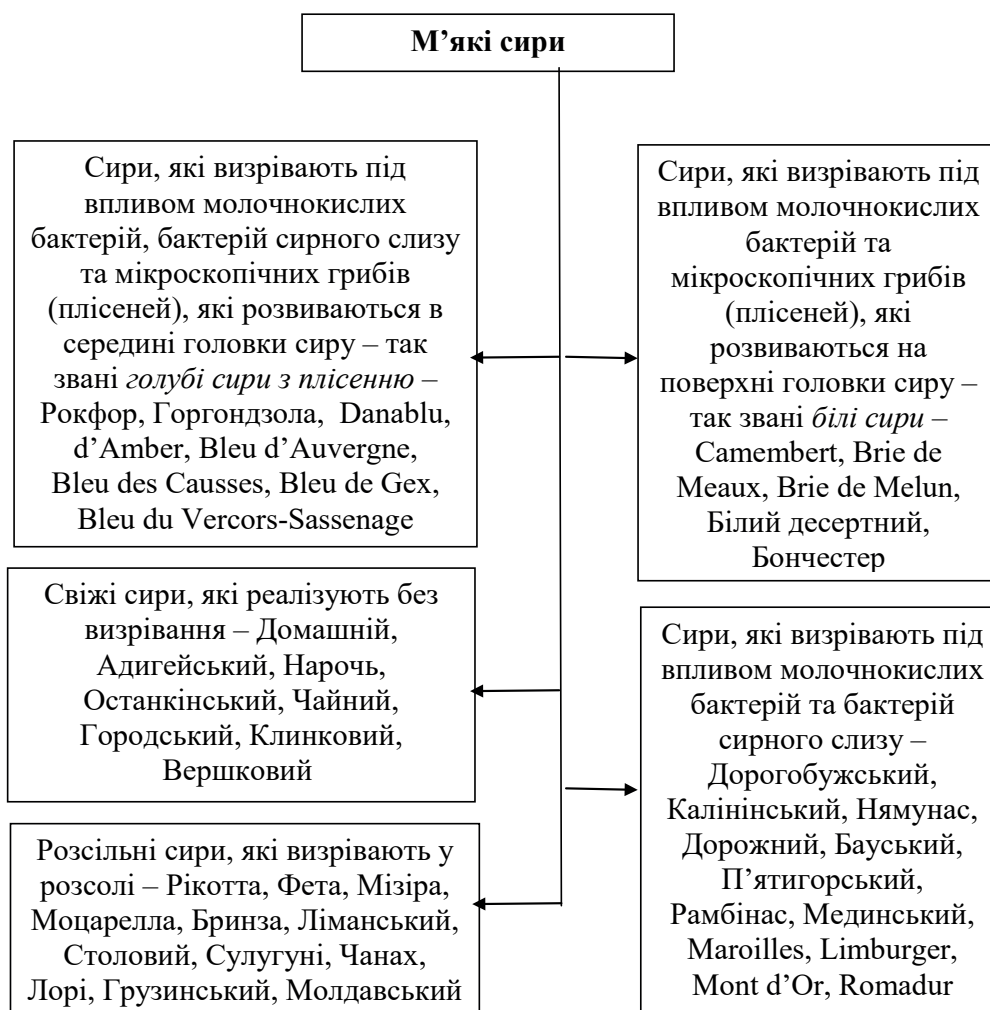 М’які сири
Сири, які визрівають під
впливом молочнокислих
бактерій, бактерій сирного слизу
та мікроскопічних грибів
(плісеней), які розвиваються в
середині головки сиру – так
звані голубі сири з плісенню –
Рокфор, Горгондзола, Danablu,
d’Amber, Bleu d’Auvergne,
Bleu des Causses, Bleu de Gex,
Bleu du Vercors-Sassenage
Сири, які визрівають під
впливом молочнокислих
бактерій та
мікроскопічних грибів
(плісеней), які
розвиваються на
поверхні головки сиру –
так звані білі сири –
Camembert, Brie de
Meaux, Brie de Melun,
Білий десертний,
Бончестер
Свіжі сири, які реалізують без
визрівання – Домашній,
Адигейський, Нарочь,
Останкінський, Чайний,
Городський, Клинковий,
Вершковий
Сири, які визрівають під
впливом молочнокислих
бактерій та бактерій
сирного слизу –
Дорогобужський,
Калінінський, Нямунас,
Дорожний, Бауський,
П’ятигорський,
Рамбінас, Мединський,
Maroilles, Limburger,
Mont d’Or, Romadur
Розсільні сири, які визрівають у
розсолі – Рікотта, Фета, Мізіра,
Моцарелла, Бринза, Ліманський,
Столовий, Сулугуні, Чанах,
Лорі, Грузинський, Молдавський